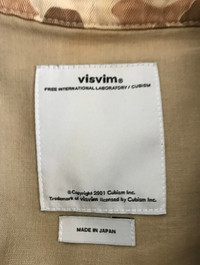 visvim®
FREE INTERNATIONAL LABORATORY / CUBISM
© Copyright 2001 Cubism Inc.
Trademark of visvim licensed by Cubism Inc.
MADE IN JAPAN